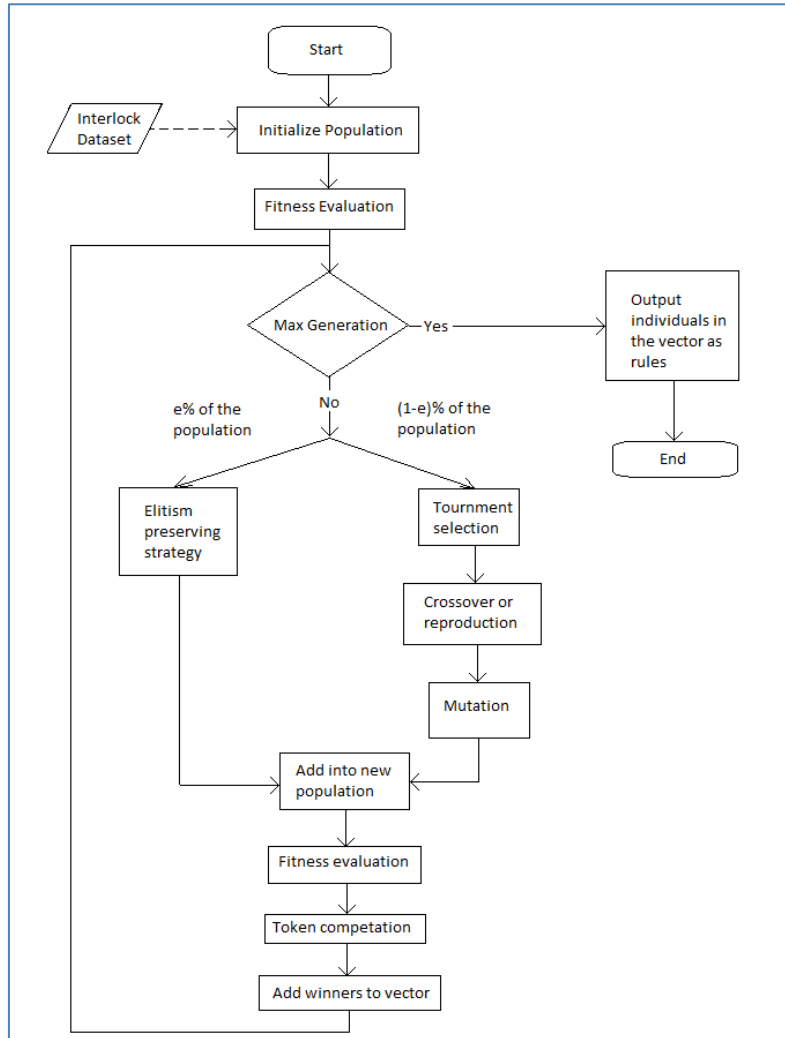 Start
Interlock
Dataset
Initialize Population
Fitness Evaluation
Max Generation
Yes
Output
individuals in
the vector as
rules
No
e% of the
population
(1-e)% of the
population
End
Elitism
preserving
strategy
Tournment
selection
Crossover or
reproduction
Mutation
Add into new
population
Fitness evaluation
Token competation
Add winners to vector